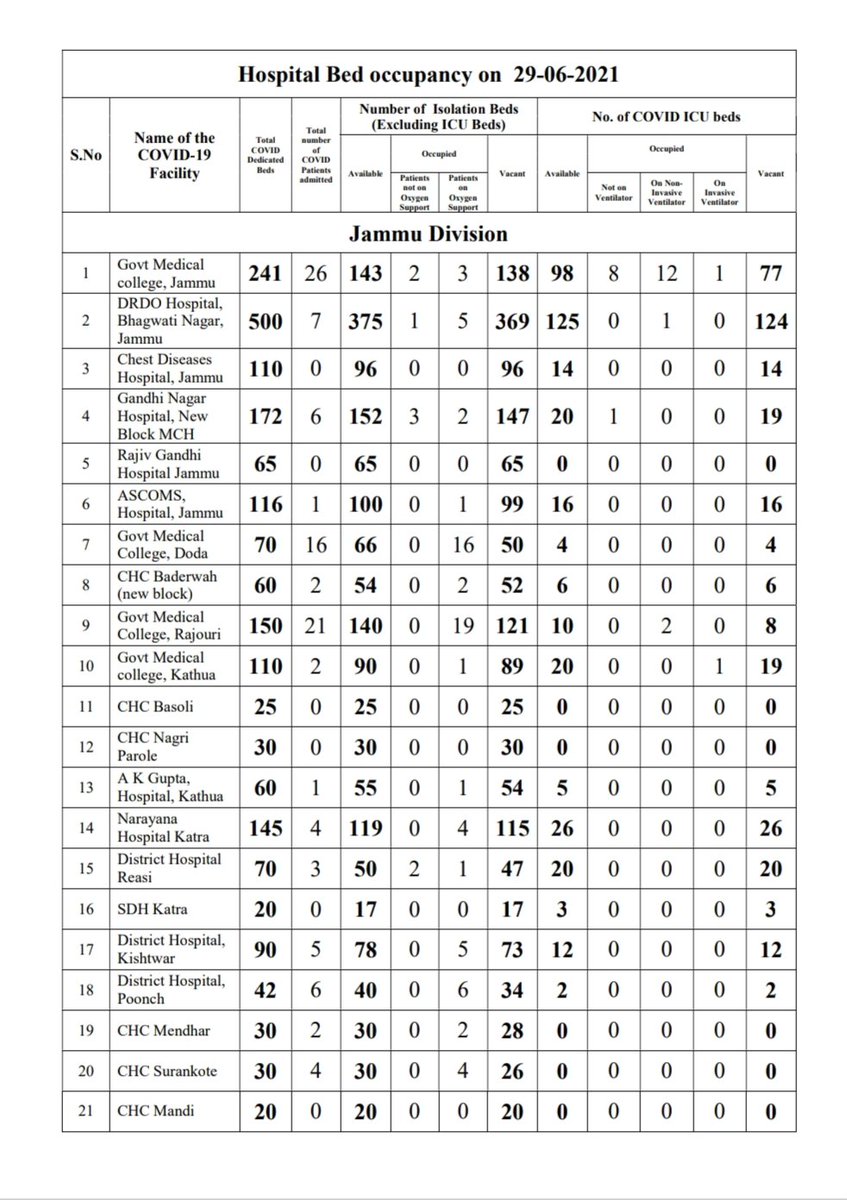 Hospital Bed occupancy on 29-06-2021
S.No
Name of the
COVID-19
Facility
Total
COVID
Dedicated
Beds
Total
number
of
COVID
Patients
admitted
Number of Isolation Beds
(Excluding ICU Beds)
No. of COVID ICU beds
Available
Occupied
Vacant
Available
Occupied
Vacant
Patients
not on
Oxygen
Support
Patients
on
Oxygen
Support
Not on
Ventilator
On Non-
Invasive
Ventilator
On
Invasive
Ventilator
Jammu Division
1 Govt Medical
college, Jammu 241 26 143 2 3 138 98 8 12 1 77
2 DRDO Hospital,
Bhagwati Nagar,
Jammu 500 7 375 1 5 369 125 0 1 0 124
3 Chest Diseases
Hospital, Jammu 110 0 96 0 0 96 14 0 0 0 14
4 Gandhi Nagar
Hospital, New
Block MCH 172 6 152 3 2 147 20 1 0 0 19
5 Rajiv Gandhi
Hospital Jammu 65 0 65 0 0 65 0 0 0 0 0
6 ASCOMS,
Hospital, Jammu 116 1 100 0 1 99 16 0 0 0 16
7 Govt Medical
College, Doda 70 16 66 0 16 50 4 0 0 0 4
8 CHC Baderwah
(new block) 60 2 54 0 2 52 6 0 0 0 6
9 Govt Medical
College, Rajouri 150 21 140 0 19 121 10 0 2 0 8
10 Govt Medical
college, Kathua 110 2 90 0 1 89 20 0 0 1 19
11 CHC Basoli 25 0 25 0 0 25 0 0 0 0 0
12 CHC Nagri
Parole 30 0 30 0 0 30 0 0 0 0 0
13 A K Gupta,
Hospital, Kathua 60 1 55 0 1 54 5 0 0 0 5
14 Narayana
Hospital Katra 145 4 119 0 4 115 26 0 0 0 26
15 District Hospital
Reasi 70 3 50 2 1 47 20 0 0 0 20
16 SDH Katra 20 0 17 0 0 17 3 0 0 0 3
17 District Hospital,
Kishtwar 90 5 78 0 5 73 12 0 0 0 12
18 District Hospital,
Poonch 42 6 40 0 6 34 2 0 0 0 2
19 CHC Mendhar 30 2 30 0 2 28 0 0 0 0 0
20 CHC Surankote 30 4 30 0 4 26 0 0 0 0 0
21 CHC Mandi 20 0 20 0 0 20 0 0 0 0 0